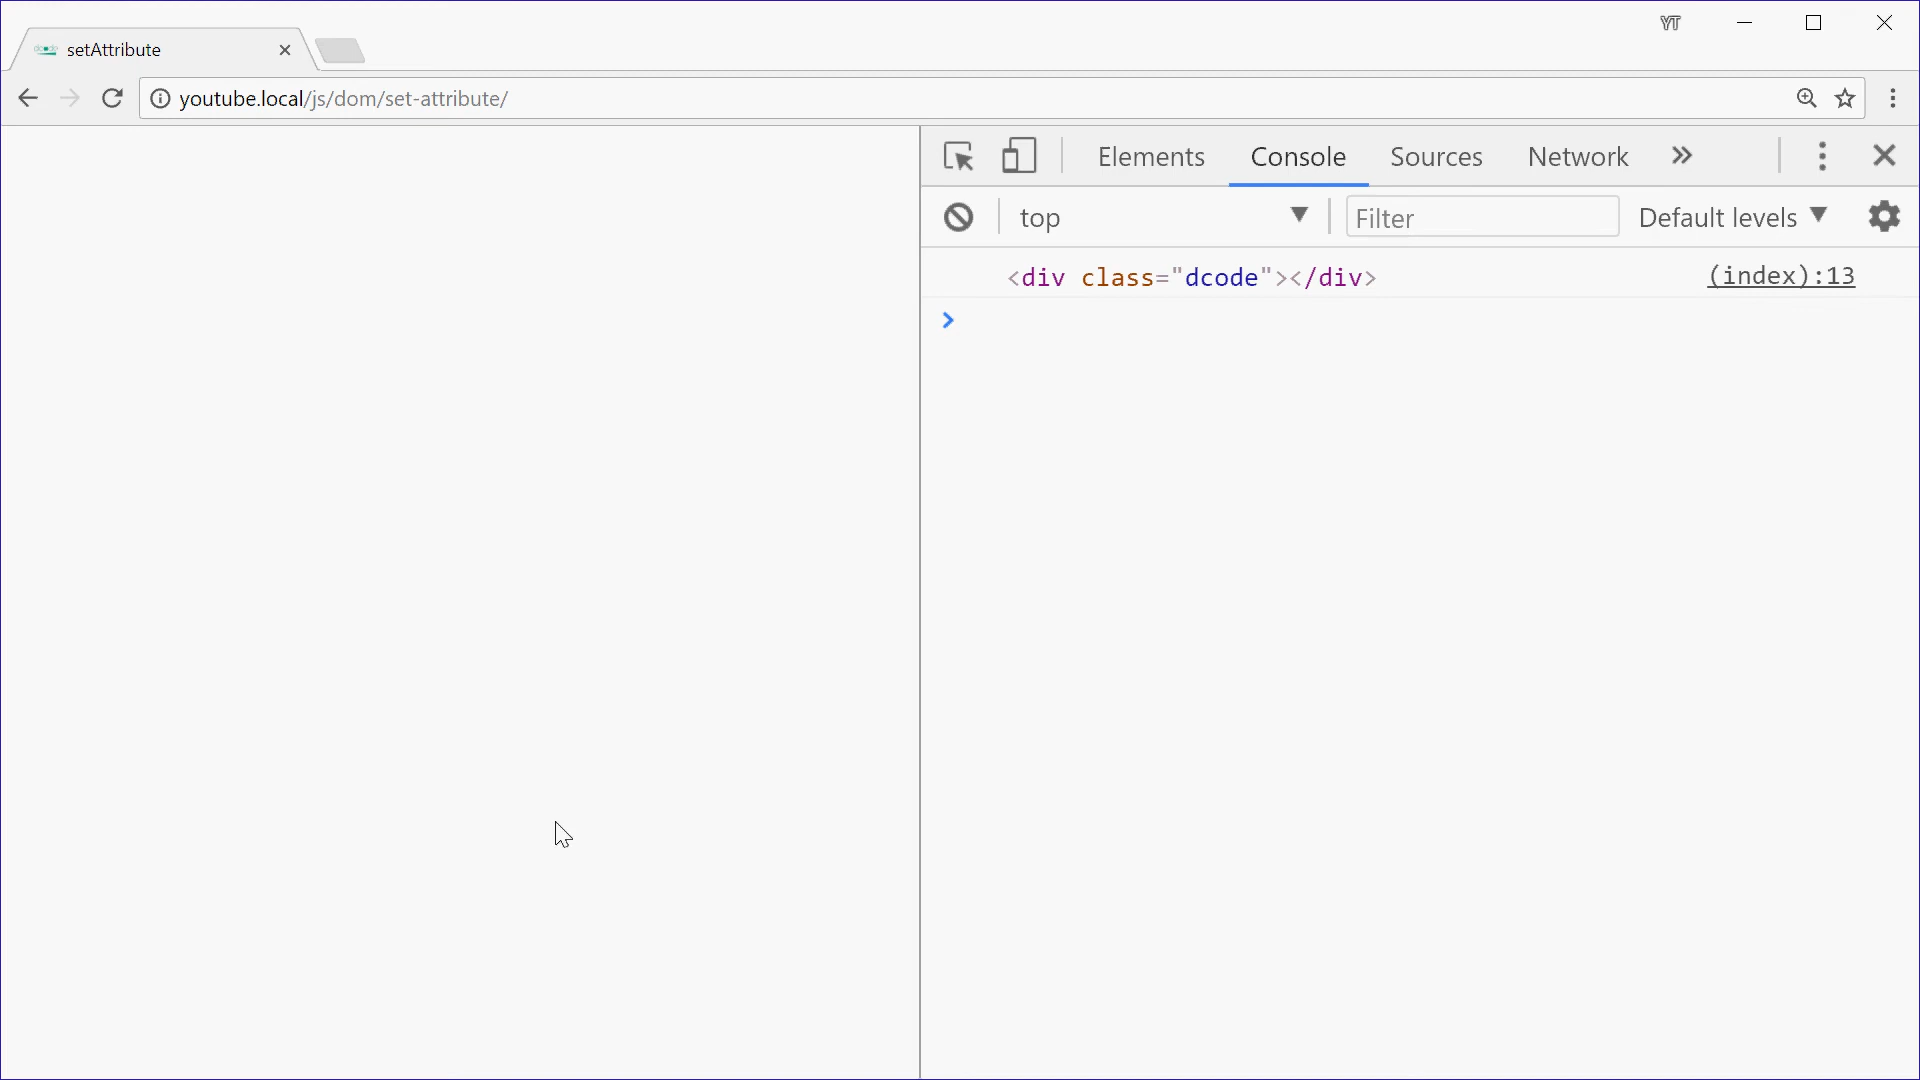 YT
setAttribute
youtube.local/js/dom/set-attribute/
Elements Console Sources Network
top Filter Default levels
<div class="dcode"></div> (index):13